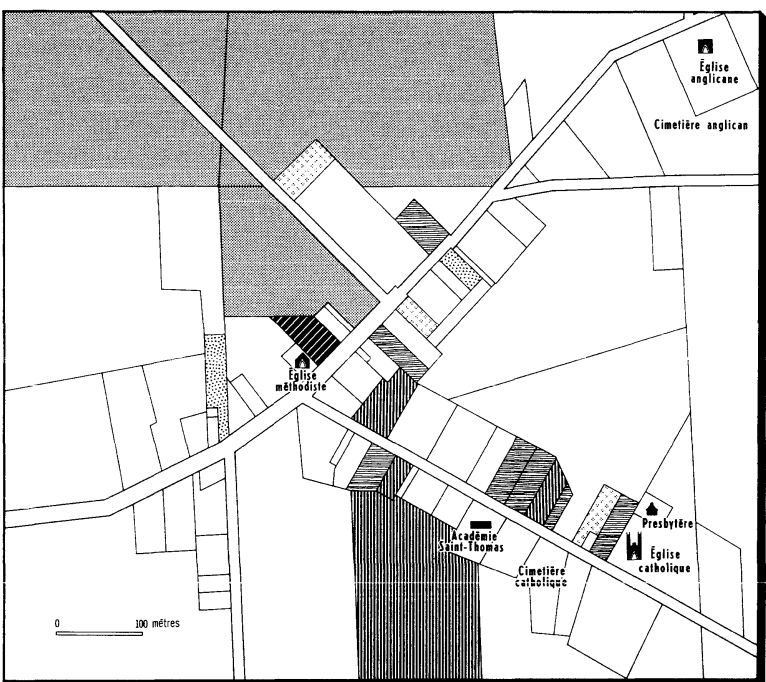 Église
anglicane
Cimetière anglican
Église
méthodiste
Académie
Saint-Thomas
Presbytère
Église
catholique
Cimetière
catholique
0 100 mètres